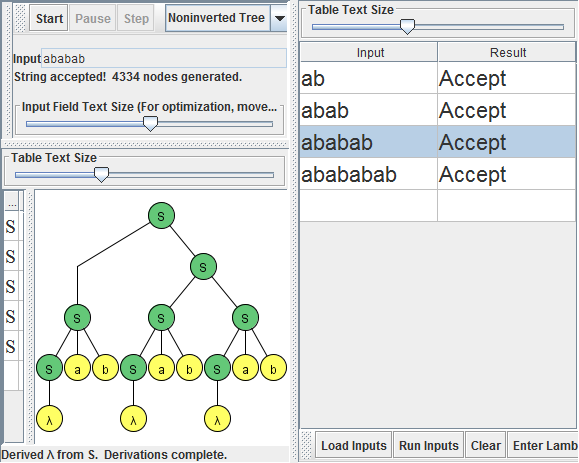 Start Pause Step Noninverted Tree
Input ababab
String accepted! 4334 nodes generated.
Input Field Text Size (For optimization, move...
Table Text Size
...
S
S
S
S
S
S
S
S S S
S a b S a b S a b
λ λ λ
Derived λ from S. Derivations complete.
Table Text Size
Input Result
ab Accept
abab Accept
ababab Accept
abababab Accept
Load Inputs Run Inputs Clear Enter Lamb